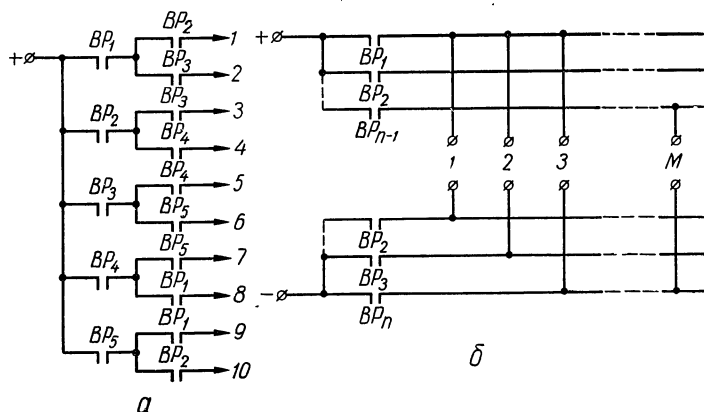 + ВР₁ ВР₂ 1
ВР₃ 2
ВР₂ ВР₃ 3
ВР₄ 4
ВР₃ ВР₄ 5
ВР₅ 6
ВР₄ ВР₅ 7
ВР₁ 8
ВР₅ ВР₁ 9
ВР₂ 10
а
+ ВР₁
ВР₂
ВРₙ₋₁
1 2 3 М
ВР₂
ВР₃
− ВРₙ
б